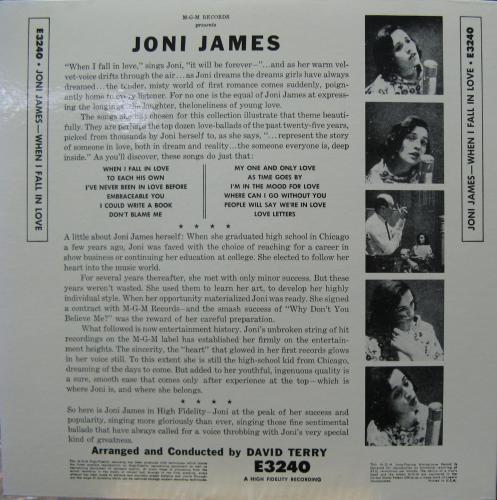 M-G-M RECORDS
presents
JONI JAMES
E3240 • JONI JAMES—WHEN I FALL IN LOVE
JONI JAMES—WHEN I FALL IN LOVE • E3240
"When I fall in love," sings Joni, "it will be forever—"...and as her warm vel-
vet-voice drifts through the air...as Joni dreams the dreams girls have always
dreamed...the tender, misty world of first romance comes suddenly, poign-
antly home to every listener. For no one is the equal of Joni James at express-
ing the longings, the laughter, the loneliness of young love.
The songs she has chosen for this collection illustrate that theme beauti-
fully. They are perhaps the top dozen love-ballads of the past twenty-five years,
picked from thousands by Joni herself to, as she says, "...represent the story
of someone in love, both in dream and reality...the someone everyone is, deep
inside." As you'll discover, these songs do just that:
WHEN I FALL IN LOVE
TO EACH HIS OWN
I'VE NEVER BEEN IN LOVE BEFORE
EMBRACEABLE YOU
I COULD WRITE A BOOK
DON'T BLAME ME
MY ONE AND ONLY LOVE
AS TIME GOES BY
I'M IN THE MOOD FOR LOVE
WHERE CAN I GO WITHOUT YOU
PEOPLE WILL SAY WE'RE IN LOVE
LOVE LETTERS
★ ★ ★ ★
A little about Joni James herself: When she graduated high school in Chicago
a few years ago, Joni was faced with the choice of reaching for a career in
show business or continuing her education at college. She elected to follow her
heart into the music world.
For several years thereafter, she met with only minor success. But these
years weren't wasted. She used them to learn her art, to develop her highly
individual style. When her opportunity materialized Joni was ready. She signed
a contract with M-G-M Records—and the smash success of "Why Don't You
Believe Me?" was the reward of her careful preparation.
What followed is now entertainment history. Joni's unbroken string of hit
recordings on the M-G-M label has established her firmly on the entertain-
ment heights. The sincerity, the "heart" that glowed in her first records glows
in her voice still. To this extent she is still the high-school kid from Chicago,
dreaming of the days to come. But added to her youthful, ingenuous quality is
a sure, smooth ease that comes only after experience at the top—which is
where Joni is, and where she belongs.
★ ★ ★ ★
So here is Joni James in High Fidelity—Joni at the peak of her success and
popularity, singing more gloriously than ever, singing those fine sentimental
ballads that have always called for a voice throbbing with Joni's very special
kind of greatness.
Arranged and Conducted by DAVID TERRY
E3240
A HIGH FIDELITY RECORDING